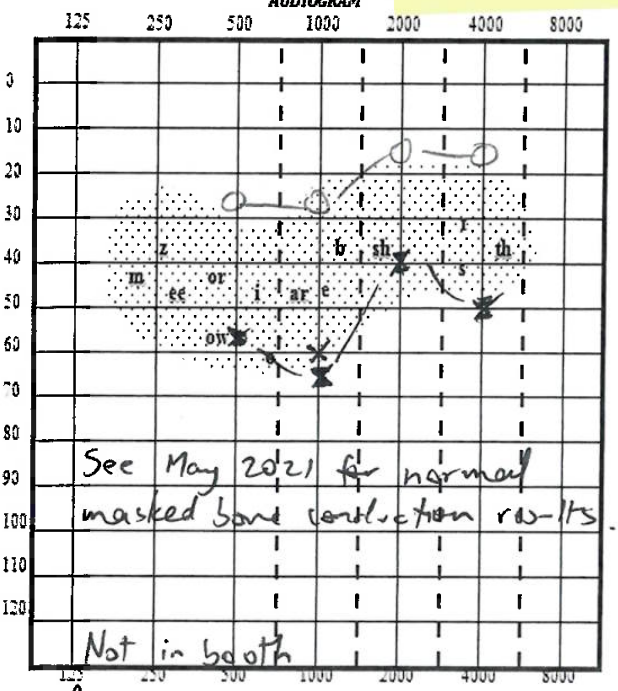 AUDIOGRAM
125 250 500 1000 2000 4000 8000
0
10
20
30
z b sh th
40
m or s
ee i ar e
50
ow
60
70
80
See May 2021 for normal
90
masked bone conduction results.
100
110
120
Not in booth
125 250 500 1000 2000 4000 8000